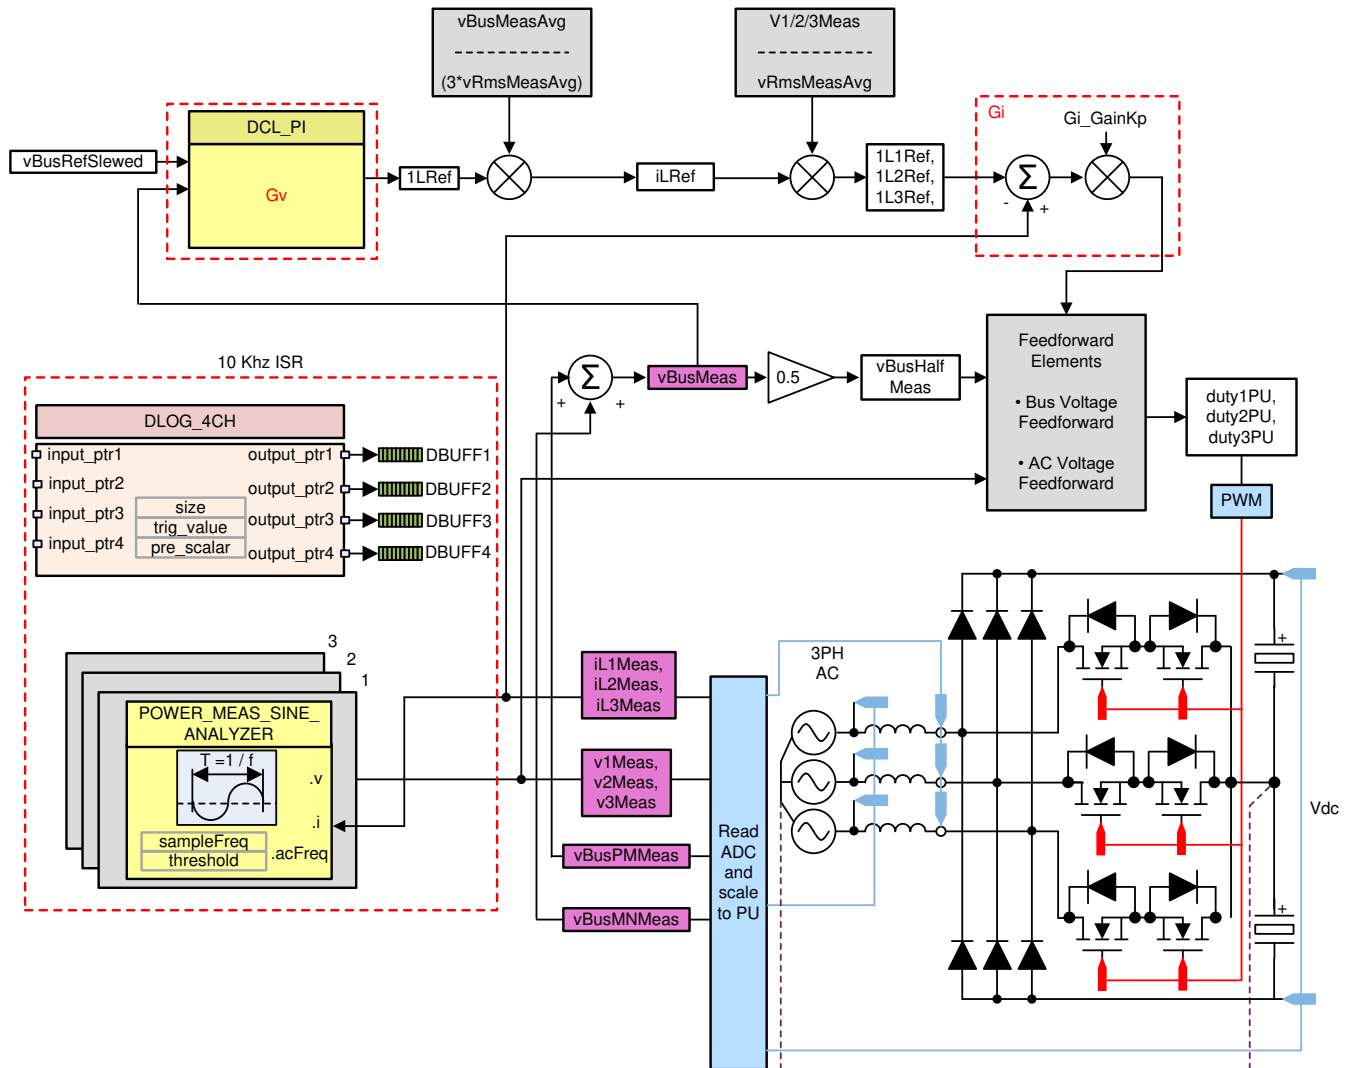 vBusMeasAvg
(3*vRmsMeasAvg)
V1/2/3Meas
vRmsMeasAvg
DCL_PI
Gv
vBusRefSlewed
1LRef
iLRef
1L1Ref,
1L2Ref,
1L3Ref,
Gi
Gi_GainKp
Σ
-
+
10 Khz ISR
Σ
+
+
vBusMeas
0.5
vBusHalf
Meas
Feedforward
Elements
• Bus Voltage
Feedforward
• AC Voltage
Feedforward
duty1PU,
duty2PU,
duty3PU
PWM
DLOG_4CH
input_ptr1
input_ptr2
input_ptr3
input_ptr4
size
trig_value
pre_scalar
output_ptr1
output_ptr2
output_ptr3
output_ptr4
DBUFF1
DBUFF2
DBUFF3
DBUFF4
3
2
1
POWER_MEAS_SINE_
ANALYZER
T =1 / f
.v
.i
.acFreq
sampleFreq
threshold
iL1Meas,
iL2Meas,
iL3Meas
v1Meas,
v2Meas,
v3Meas
vBusPMMeas
vBusMNMeas
Read
ADC
and
scale
to PU
3PH
AC
+
+
Vdc